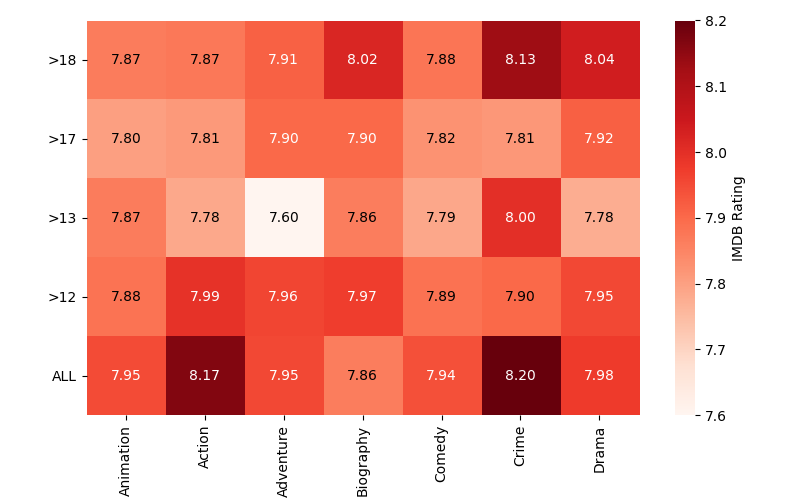 >18 7.87 7.87 7.91 8.02 7.88 8.13 8.04
>17 7.80 7.81 7.90 7.90 7.82 7.81 7.92
>13 7.87 7.78 7.60 7.86 7.79 8.00 7.78
>12 7.88 7.99 7.96 7.97 7.89 7.90 7.95
ALL 7.95 8.17 7.95 7.86 7.94 8.20 7.98
Animation
Action
Adventure
Biography
Comedy
Crime
Drama
8.2
8.1
8.0
7.9
7.8
7.7
7.6
IMDB Rating